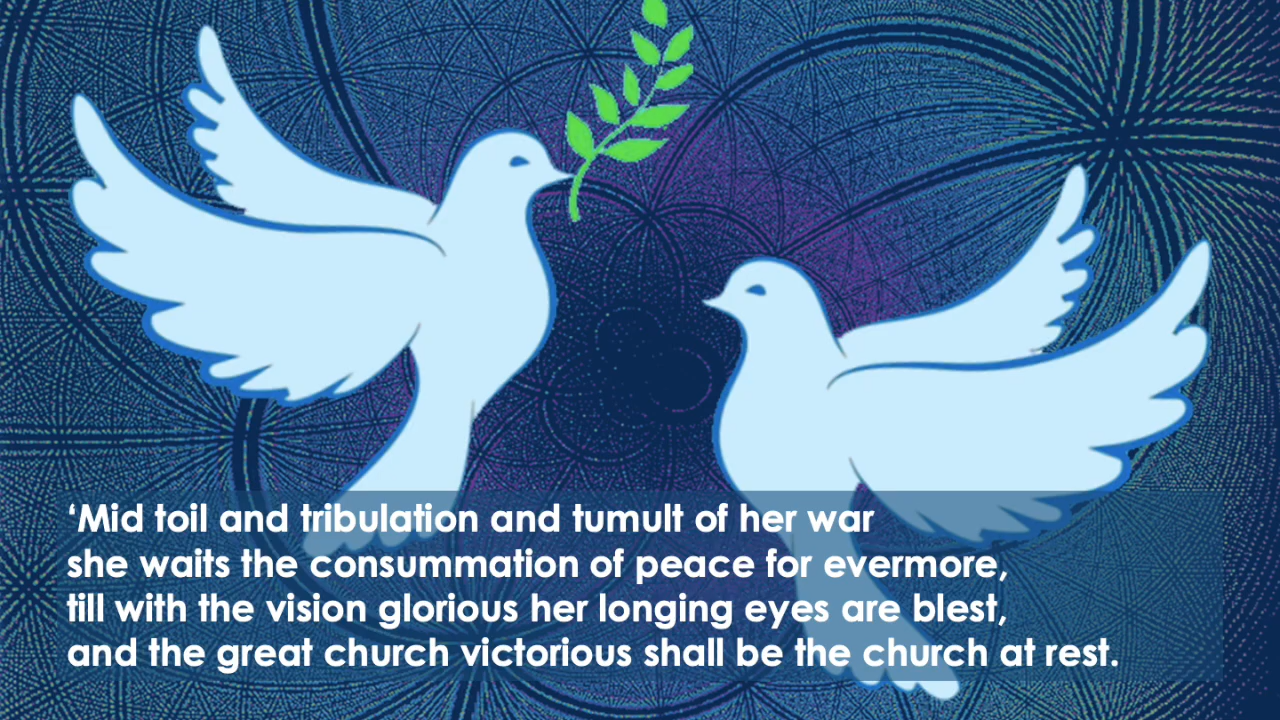 ‘Mid toil and tribulation and tumult of her war
she waits the consummation of peace for evermore,
till with the vision glorious her longing eyes are blest,
and the great church victorious shall be the church at rest.